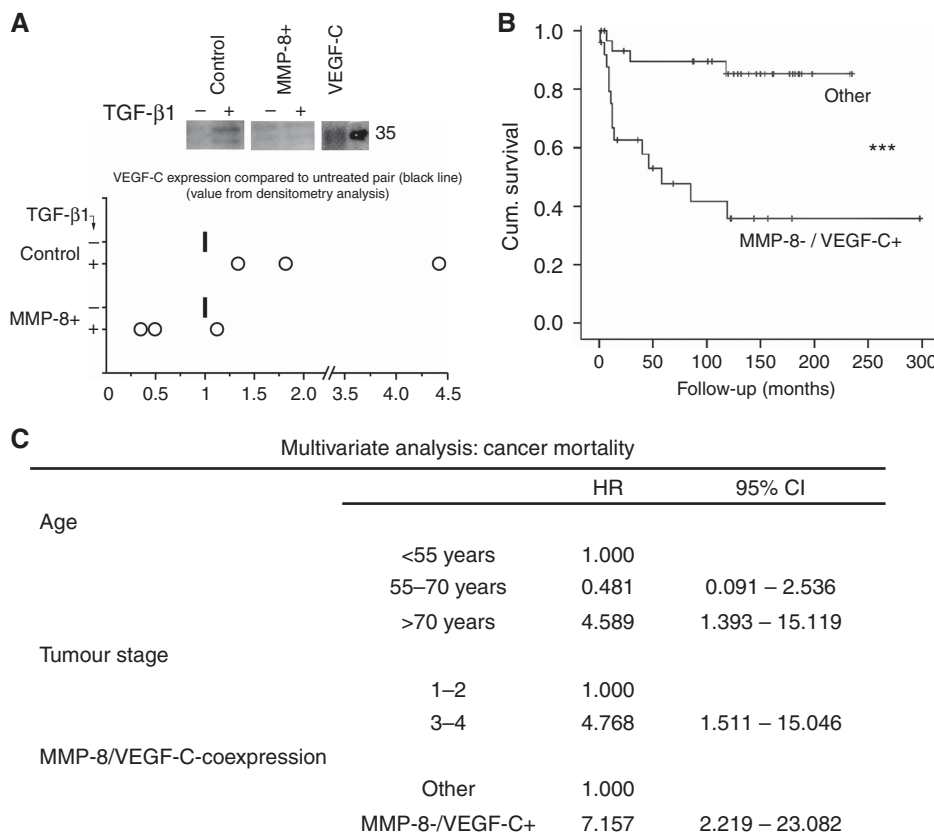 A
Control
MMP-8+
VEGF-C
TGF-β1 – + – +
35
VEGF-C expression compared to untreated pair (black line)
(value from densitometry analysis)
TGF-β1
Control
–
+
MMP-8+
–
+
0 0.5 1 1.5 2.0 3.5 4.0 4.5
B
Cum. survival
1.0
0.8
0.6
0.4
0.2
0.0
Other
***
MMP-8- / VEGF-C+
0 50 100 150 200 250 300
Follow-up (months)
C
Multivariate analysis: cancer mortality
HR 95% CI
Age
<55 years 1.000
55–70 years 0.481 0.091 – 2.536
>70 years 4.589 1.393 – 15.119
Tumour stage
1–2 1.000
3–4 4.768 1.511 – 15.046
MMP-8/VEGF-C-coexpression
Other 1.000
MMP-8-/VEGF-C+ 7.157 2.219 – 23.082